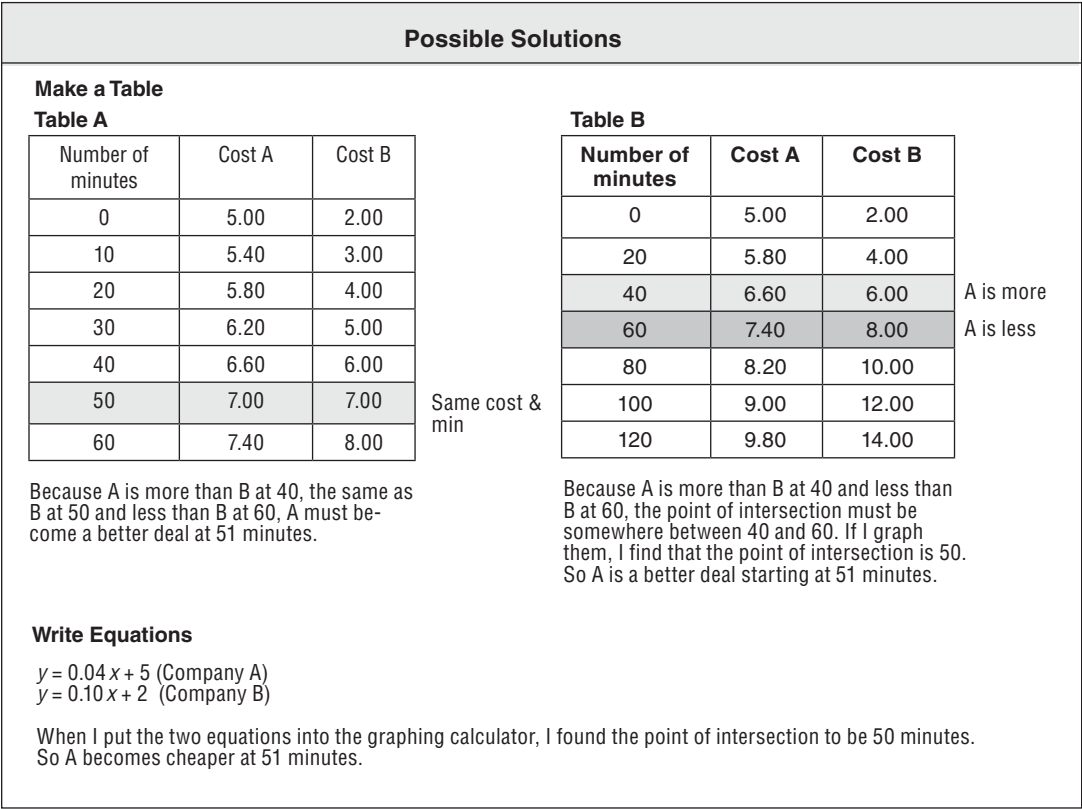 Possible Solutions
Make a Table
Table A
Number of minutes Cost A Cost B
0 5.00 2.00
10 5.40 3.00
20 5.80 4.00
30 6.20 5.00
40 6.60 6.00
50 7.00 7.00 Same cost & min
60 7.40 8.00
Because A is more than B at 40, the same as
B at 50 and less than B at 60, A must be-
come a better deal at 51 minutes.
Table B
Number of minutes Cost A Cost B
0 5.00 2.00
20 5.80 4.00
40 6.60 6.00 A is more
60 7.40 8.00 A is less
80 8.20 10.00
100 9.00 12.00
120 9.80 14.00
Because A is more than B at 40 and less than
B at 60, the point of intersection must be
somewhere between 40 and 60. If I graph
them, I find that the point of intersection is 50.
So A is a better deal starting at 51 minutes.
Write Equations
y = 0.04 x + 5 (Company A)
y = 0.10 x + 2 (Company B)
When I put the two equations into the graphing calculator, I found the point of intersection to be 50 minutes.
So A becomes cheaper at 51 minutes.